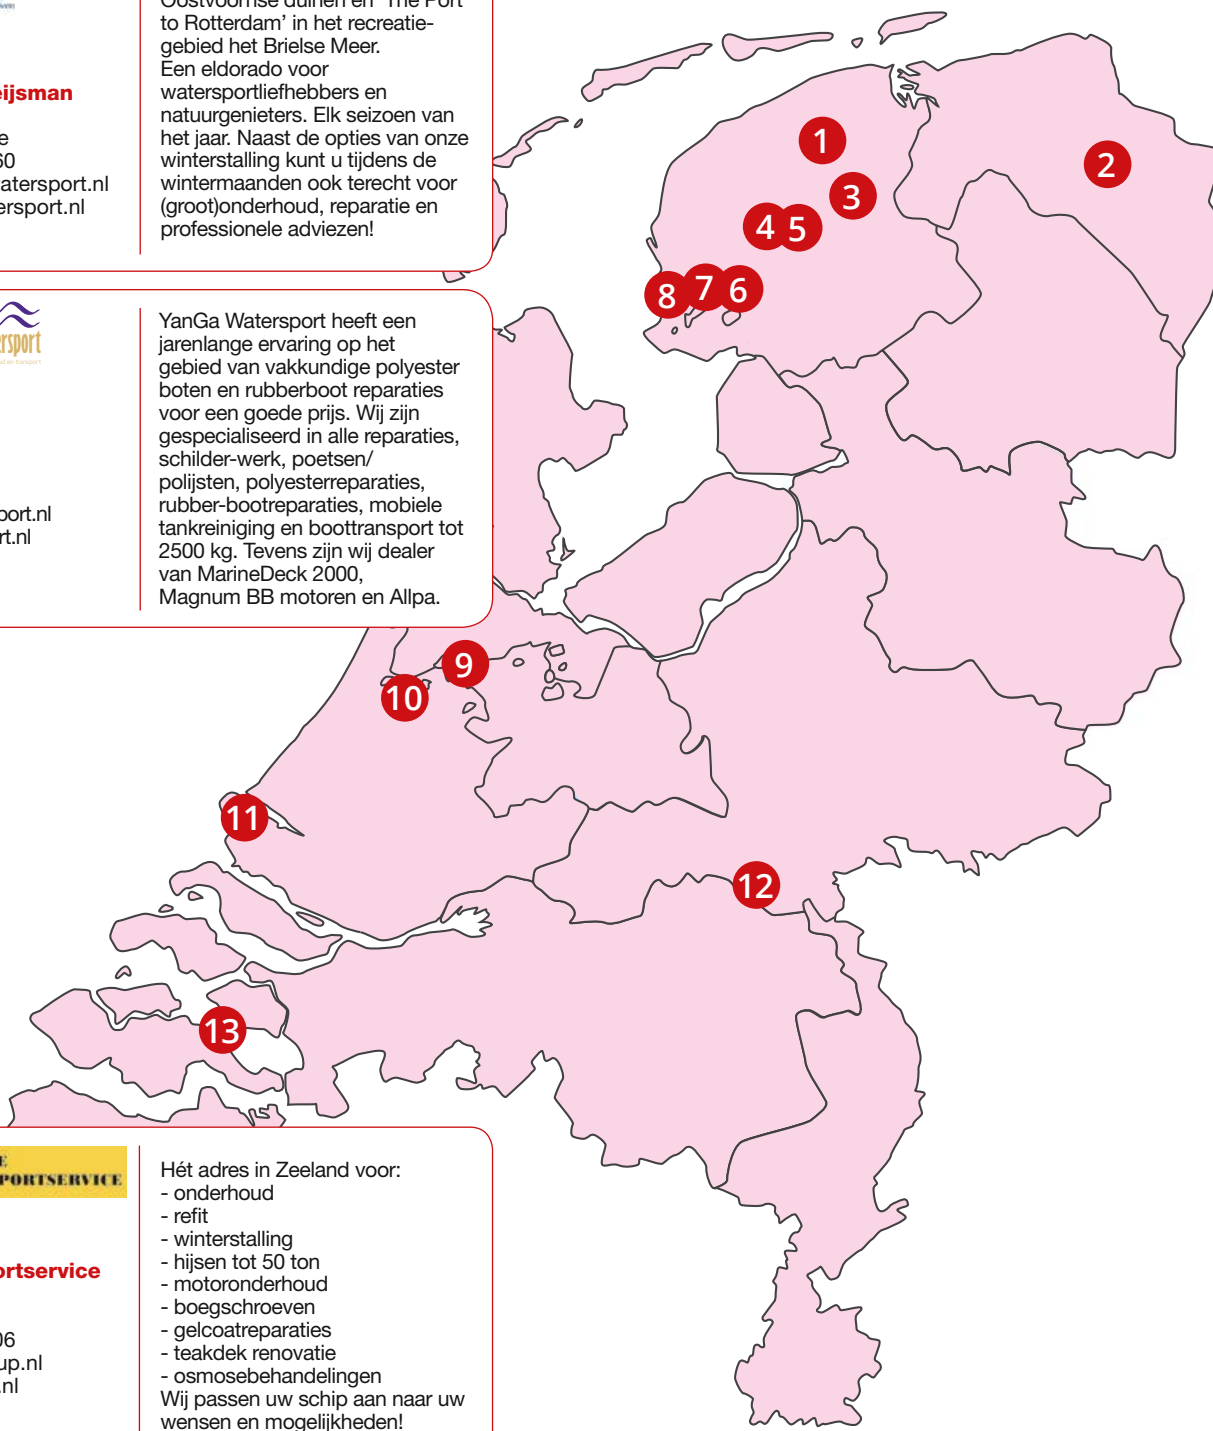 Oostvoornse duinen en 'The Port
to Rotterdam' in het recreatie-
gebied het Brielse Meer.
Een eldorado voor
watersportliefhebbers en
natuurgenieters. Elk seizoen van
het jaar. Naast de opties van onze
winterstalling kunt u tijdens de
wintermaanden ook terecht voor
(groot)onderhoud, reparatie en
professionele adviezen!
eijsman
e
60
atersport.nl
ersport.nl
ersport
YanGa Watersport heeft een
jarenlange ervaring op het
gebied van vakkundige polyester
boten en rubberboot reparaties
voor een goede prijs. Wij zijn
gespecialiseerd in alle reparaties,
schilder-werk, poetsen/
polijsten, polyesterreparaties,
rubber-bootreparaties, mobiele
tankreiniging en boottransport tot
2500 kg. Tevens zijn wij dealer
van MarineDeck 2000,
Magnum BB motoren en Allpa.
port.nl
rt.nl
1
2
3
4
5
6
7
8
9
10
11
12
13
E
PORTSERVICE
ortservice
06
up.nl
.nl
Hét adres in Zeeland voor:
- onderhoud
- refit
- winterstalling
- hijsen tot 50 ton
- motoronderhoud
- boegschroeven
- gelcoatreparaties
- teakdek renovatie
- osmosebehandelingen
Wij passen uw schip aan naar uw
wensen en mogelijkheden!